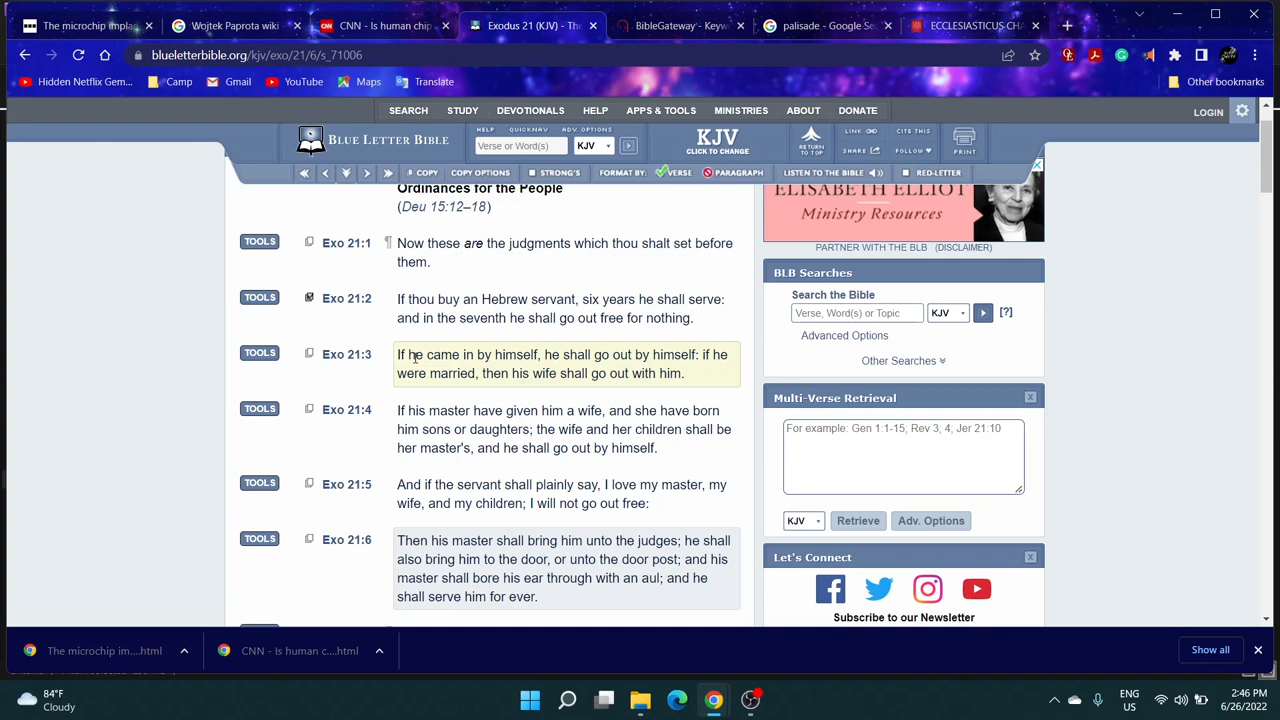 The microchip impla
Wojtek Paprota wiki
CNN - Is human chip
Exodus 21 (KJV) - The
BibleGateway - Keyw
palisade - Google Se
ECCLESIASTICUS CHA
blueletterbible.org/kjv/exo/21/6/s_71006
Hidden Netflix Gem...
Camp
Gmail
YouTube
Maps
Translate
Other bookmarks
SEARCH STUDY DEVOTIONALS HELP APPS & TOOLS MINISTRIES ABOUT DONATE
LOGIN
BLUE LETTER BIBLE
HELP QUICKNAV ADV. OPTIONS
Verse or Word(s)
KJV
KJV
CLICK TO CHANGE
RETURN
TO TOP
LINK
SHARE
CITE THIS
FOLLOW
PRINT
COPY COPY OPTIONS STRONG'S FORMAT BY: VERSE PARAGRAPH LISTEN TO THE BIBLE RED-LETTER
Ordinances for the People
(Deu 15:12–18)
TOOLS Exo 21:1 ¶ Now these are the judgments which thou shalt set before
them.
TOOLS Exo 21:2 If thou buy an Hebrew servant, six years he shall serve:
and in the seventh he shall go out free for nothing.
TOOLS Exo 21:3 If he came in by himself, he shall go out by himself: if he
were married, then his wife shall go out with him.
TOOLS Exo 21:4 If his master have given him a wife, and she have born
him sons or daughters; the wife and her children shall be
her master's, and he shall go out by himself.
TOOLS Exo 21:5 And if the servant shall plainly say, I love my master, my
wife, and my children; I will not go out free:
TOOLS Exo 21:6 Then his master shall bring him unto the judges; he shall
also bring him to the door, or unto the door post; and his
master shall bore his ear through with an aul; and he
shall serve him for ever.
ELISABETH ELLIOT
Ministry Resources
PARTNER WITH THE BLB (DISCLAIMER)
BLB Searches
Search the Bible
Verse, Word(s) or Topic
KJV
[?]
Advanced Options
Other Searches
Multi-Verse Retrieval
For example: Gen 1:1-15; Rev 3, 4; Jer 21:10
KJV
Retrieve
Adv. Options
Let's Connect
Subscribe to our Newsletter
The microchip im....html
CNN - Is human c....html
Show all
84°F
Cloudy
ENG
US
2:46 PM
6/26/2022